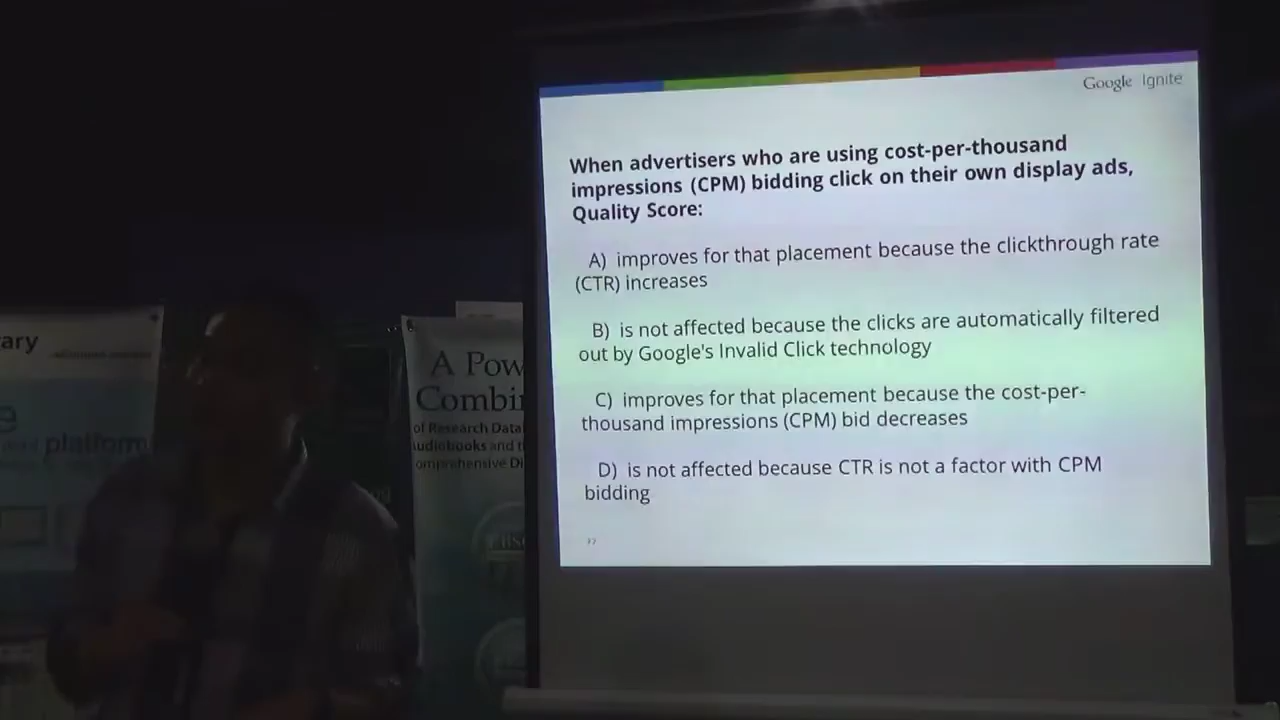 Google Ignite
When advertisers who are using cost-per-thousand
impressions (CPM) bidding click on their own display ads,
Quality Score:
A) improves for that placement because the clickthrough rate
(CTR) increases
B) is not affected because the clicks are automatically filtered
out by Google's Invalid Click technology
C) improves for that placement because the cost-per-
thousand impressions (CPM) bid decreases
D) is not affected because CTR is not a factor with CPM
bidding
ary
platform
A Pow
Combi
of Research Data
udiobooks and t
omprehensive Di